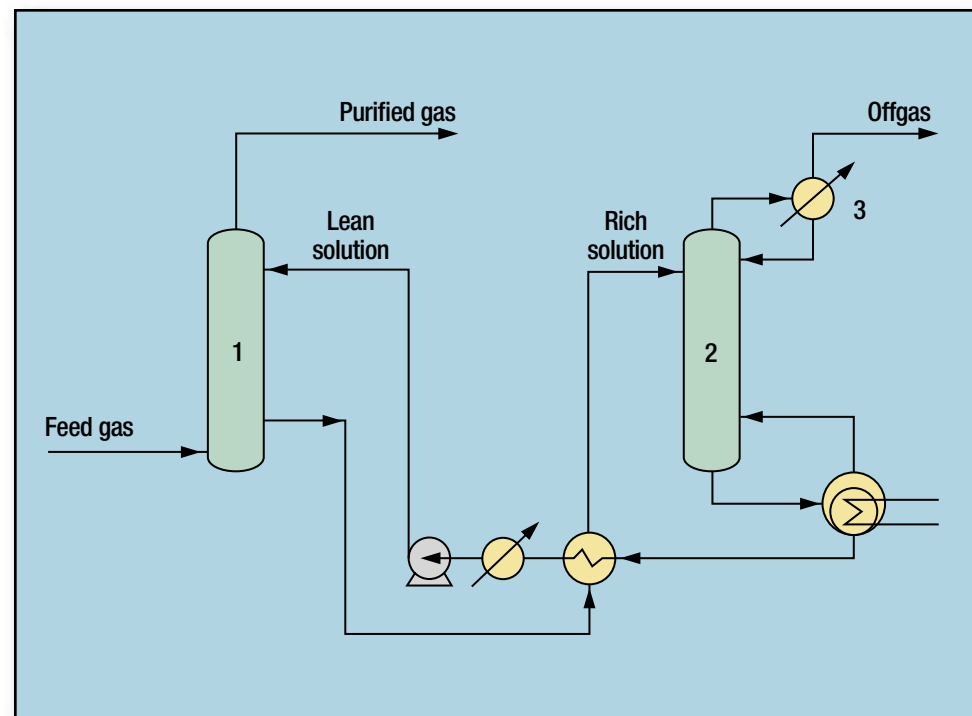 Purified gas
Offgas
3
Lean
solution
Rich
solution
1
2
Feed gas